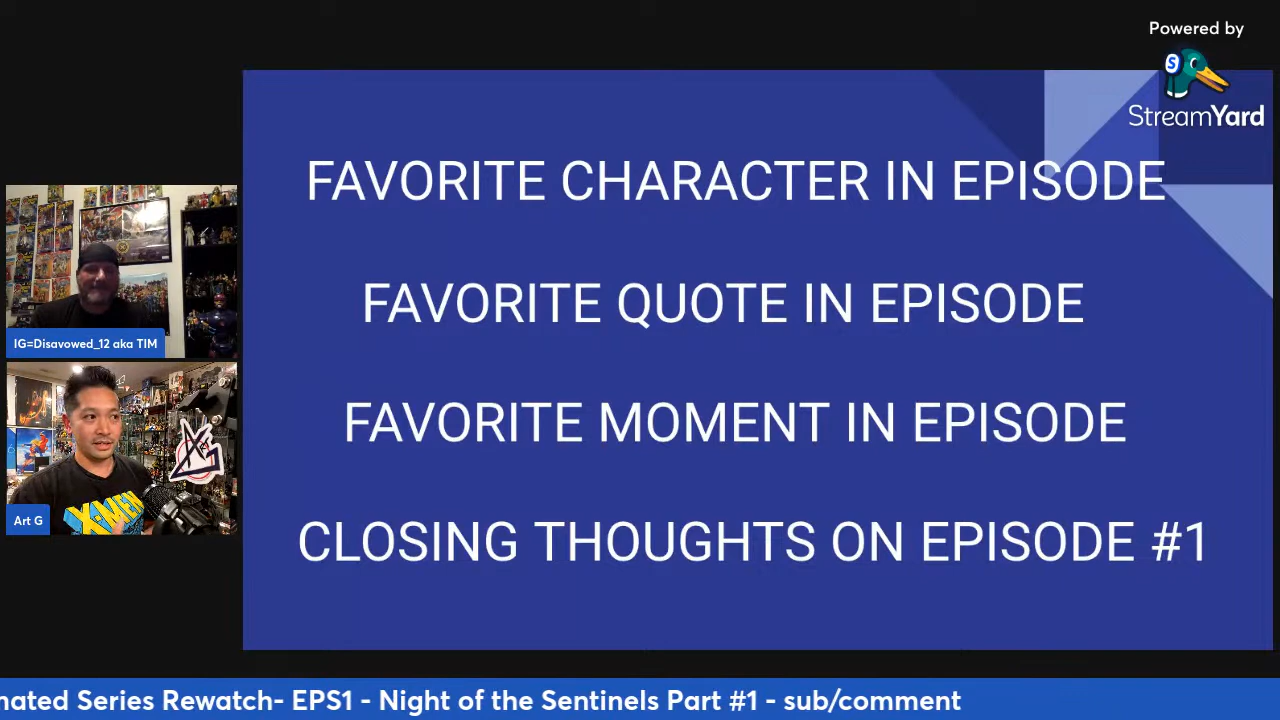 Powered by
StreamYard
FAVORITE CHARACTER IN EPISODE
FAVORITE QUOTE IN EPISODE
FAVORITE MOMENT IN EPISODE
CLOSING THOUGHTS ON EPISODE #1
IG=Disavowed_12 aka TIM
X-MEN
Art G
nated Series Rewatch- EPS1 - Night of the Sentinels Part #1 - sub/comment